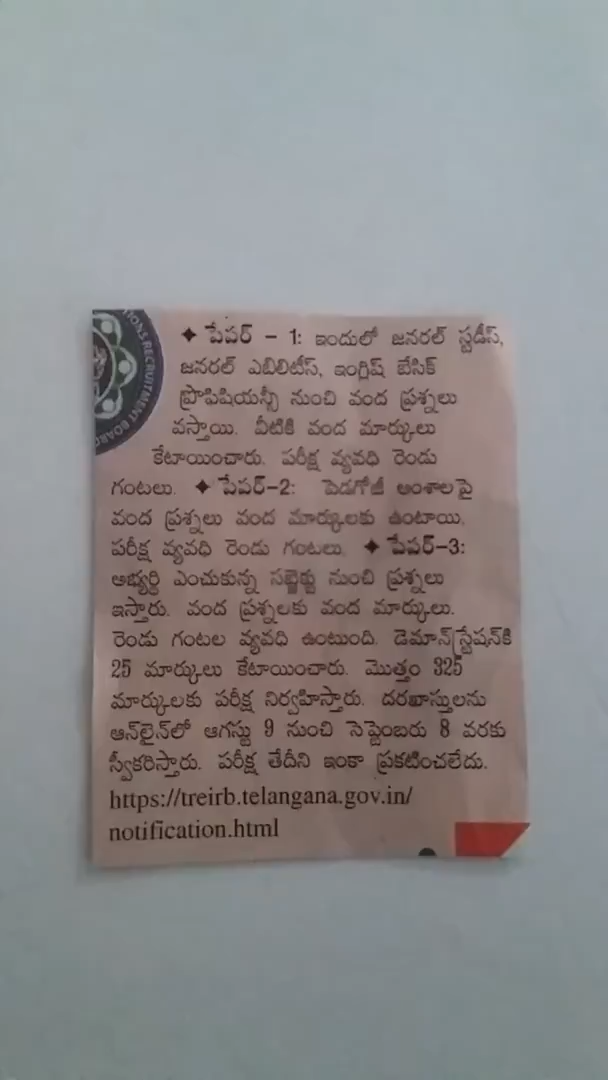 TIONS RECRUITMENT BOARD
✦ పేపర్ - 1: ఇందులో జనరల్ స్టడీస్,
జనరల్ ఎబిలిటీస్, ఇంగ్లిష్ బేసిక్
ప్రొఫిషియన్సీ నుంచి వంద ప్రశ్నలు
వస్తాయి. వీటికి వంద మార్కులు
కేటాయించారు. పరీక్ష వ్యవధి రెండు
గంటలు. ✦ పేపర్-2: పెడగోజీ అంశాలపై
వంద ప్రశ్నలు వంద మార్కులకు ఉంటాయి.
పరీక్ష వ్యవధి రెండు గంటలు. ✦ పేపర్-3:
అభ్యర్థి ఎంచుకున్న సబ్జెక్టు నుంచి ప్రశ్నలు
ఇస్తారు. వంద ప్రశ్నలకు వంద మార్కులు.
రెండు గంటల వ్యవధి ఉంటుంది. డెమాన్‌స్ట్రేషన్‌కి
25 మార్కులు కేటాయించారు. మొత్తం 325
మార్కులకు పరీక్ష నిర్వహిస్తారు. దరఖాస్తులను
ఆన్‌లైన్‌లో ఆగస్టు 9 నుంచి సెప్టెంబరు 8 వరకు
స్వీకరిస్తారు. పరీక్ష తేదీని ఇంకా ప్రకటించలేదు.
https://treirb.telangana.gov.in/
notification.html